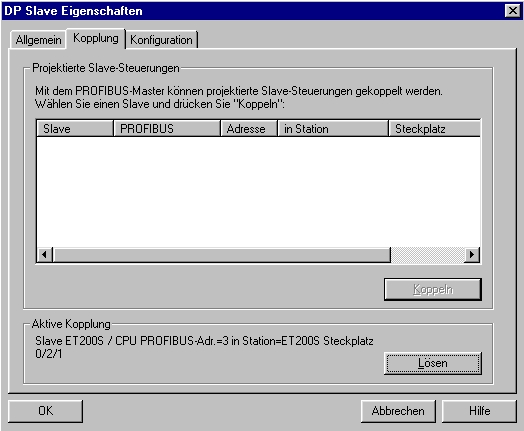 DP Slave Eigenschaften
Allgemein Kopplung Konfiguration
Projektierte Slave-Steuerungen
Mit dem PROFIBUS-Master können projektierte Slave-Steuerungen gekoppelt werden.
Wählen Sie einen Slave und drücken Sie "Koppeln":
Slave PROFIBUS Adresse in Station Steckplatz
Koppeln
Aktive Kopplung
Slave ET200S / CPU PROFIBUS-Adr.=3 in Station=ET200S Steckplatz
0/2/1
Lösen
OK Abbrechen Hilfe